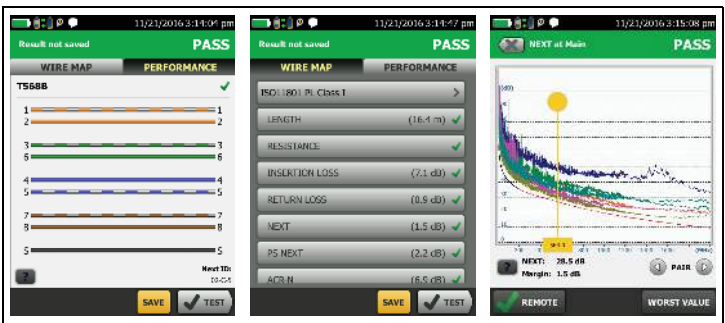 11/21/2016 3:14:04 pm
Result not saved
PASS
WIRE MAP
PERFORMANCE
T568B
1 1
2 2
3 3
6 6
4 4
5 5
7 7
8 8
S S
?
Next ID:
SAVE
TEST
11/21/2016 3:14:47 pm
Result not saved
PASS
WIRE MAP
PERFORMANCE
ISO11801 PL Class I
LENGTH (16.4 m)
RESISTANCE
INSERTION LOSS (7.1 dB)
RETURN LOSS (0.9 dB)
NEXT (1.5 dB)
PS NEXT (2.2 dB)
ACR-N (6.5 dB)
SAVE
TEST
11/21/2016 3:15:08 pm
NEXT at Main
PASS
(dB)
?
NEXT: 28.5 dB
Margin: 1.5 dB
PAIR
REMOTE
WORST VALUE